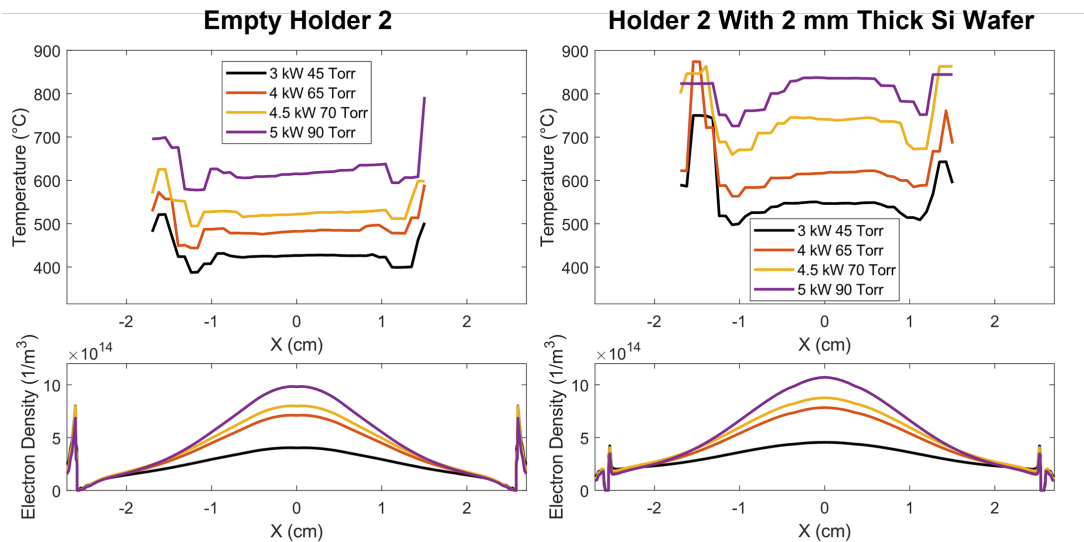 Empty Holder 2
900
800
700
600
500
400
Temperature (°C)
3 kW 45 Torr
4 kW 65 Torr
4.5 kW 70 Torr
5 kW 90 Torr
-2 -1 0 1 2
X (cm)
×10^14
10
5
0
Electron Density (1/m³)
-2 -1 0 1 2
X (cm)
Holder 2 With 2 mm Thick Si Wafer
900
800
700
600
500
400
Temperature (°C)
3 kW 45 Torr
4 kW 65 Torr
4.5 kW 70 Torr
5 kW 90 Torr
-2 -1 0 1 2
X (cm)
×10^14
10
5
0
Electron Density (1/m³)
-2 -1 0 1 2
X (cm)